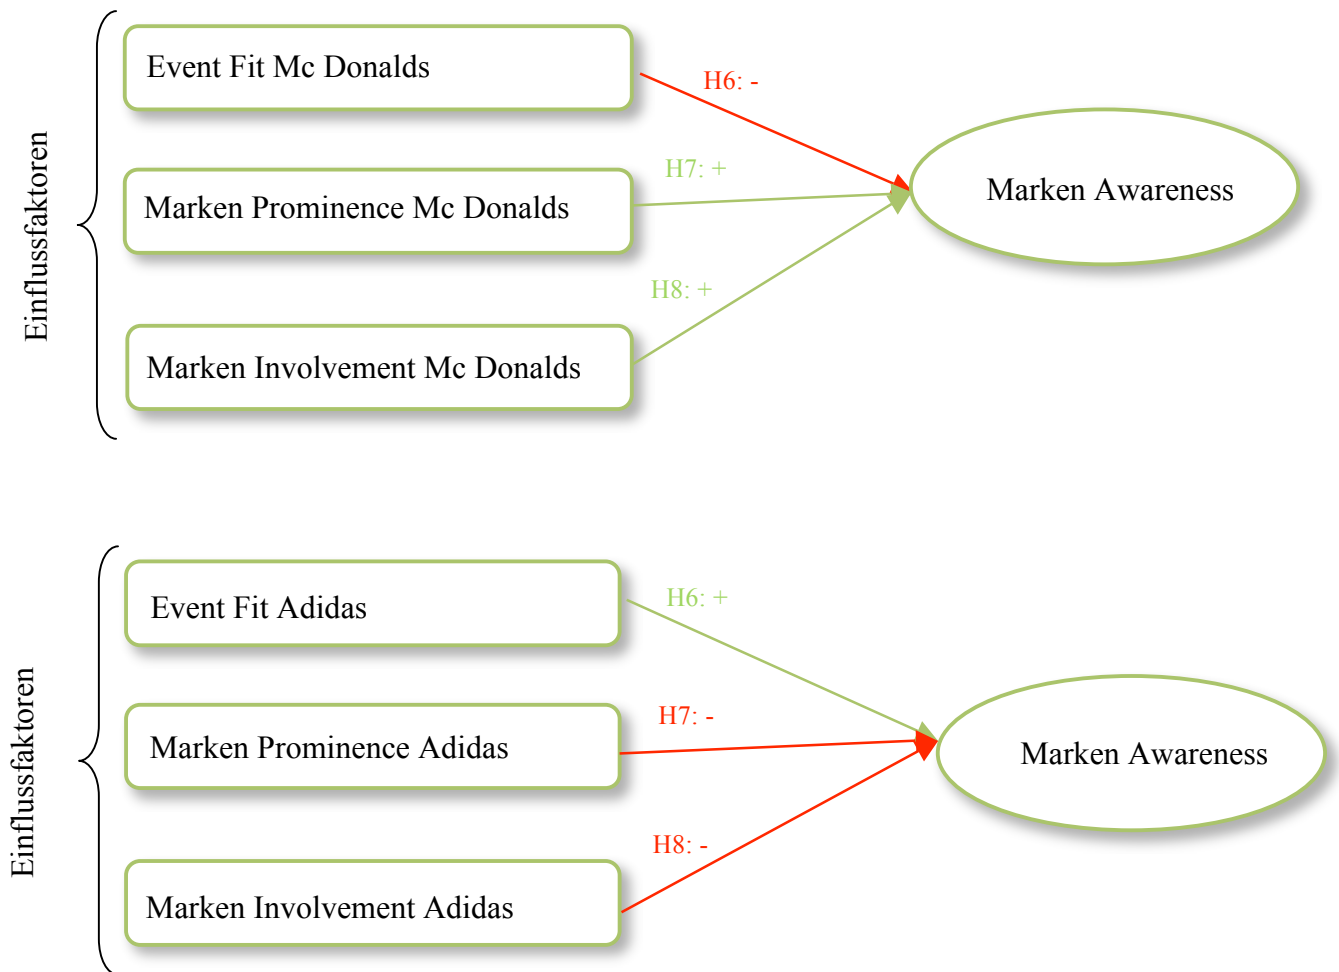 Einflussfaktoren
Event Fit Mc Donalds
H6: -
Marken Prominence Mc Donalds
H7: +
Marken Involvement Mc Donalds
H8: +
Marken Awareness
Einflussfaktoren
Event Fit Adidas
H6: +
Marken Prominence Adidas
H7: -
Marken Involvement Adidas
H8: -
Marken Awareness